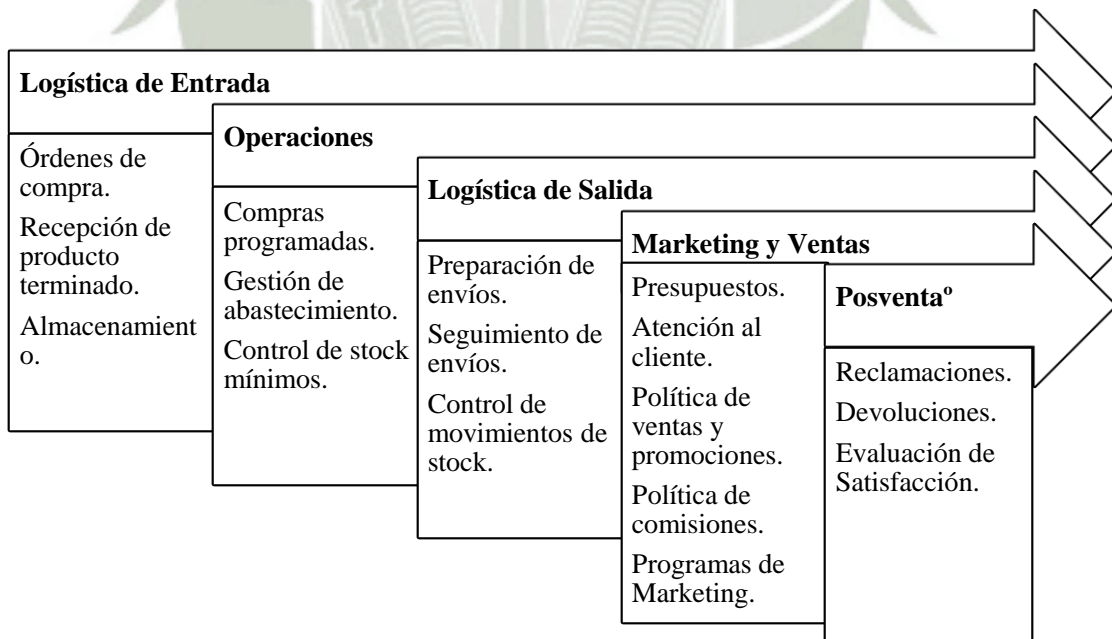 Logística de Entrada
Órdenes de
compra.
Recepción de
producto
terminado.
Almacenamient
o.
Operaciones
Compras
programadas.
Gestión de
abastecimiento.
Control de stock
mínimos.
Logística de Salida
Preparación de
envíos.
Seguimiento de
envíos.
Control de
movimientos de
stock.
Marketing y Ventas
Presupuestos.
Atención al
cliente.
Política de
ventas y
promociones.
Política de
comisiones.
Programas de
Marketing.
Posventaº
Reclamaciones.
Devoluciones.
Evaluación de
Satisfacción.